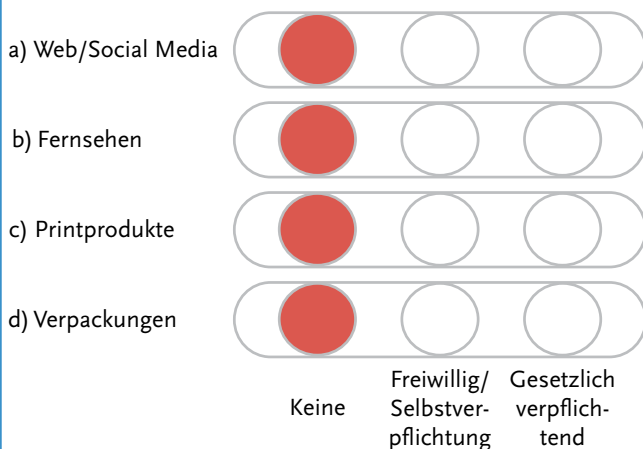 a) Web/Social Media
b) Fernsehen
c) Printprodukte
d) Verpackungen
Keine
Freiwillig/
Selbstver-
pflichtung
Gesetzlich
verpflich-
tend